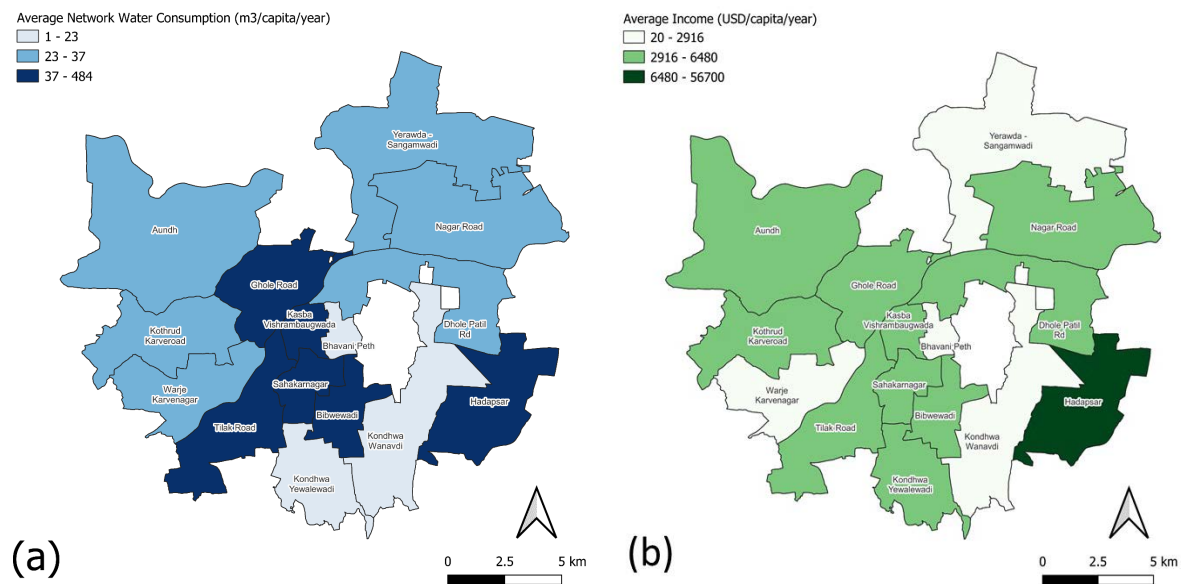 Average Network Water Consumption (m3/capita/year)
1 - 23
23 - 37
37 - 484
Yerawda -
Sangamwadi
Aundh
Nagar Road
Ghole Road
Kasba
Vishrambaugwada
Kothrud
Karveroad
Dhole Patil
Rd
Bhavani Peth
Sahakarnagar
Warje
Karvenagar
Hadapsar
Bibwewadi
Tilak Road
Kondhwa
Wanavdi
Kondhwa
Yewalewadi
(a)
0 2.5 5 km
Average Income (USD/capita/year)
20 - 2916
2916 - 6480
6480 - 56700
Yerawda -
Sangamwadi
Aundh
Nagar Road
Ghole Road
Kasba
Vishrambaugwada
Kothrud
Karveroad
Dhole Patil
Rd
Bhavani Peth
Sahakarnagar
Warje
Karvenagar
Hadapsar
Bibwewadi
Tilak Road
Kondhwa
Wanavdi
Kondhwa
Yewalewadi
(b)
0 2.5 5 km